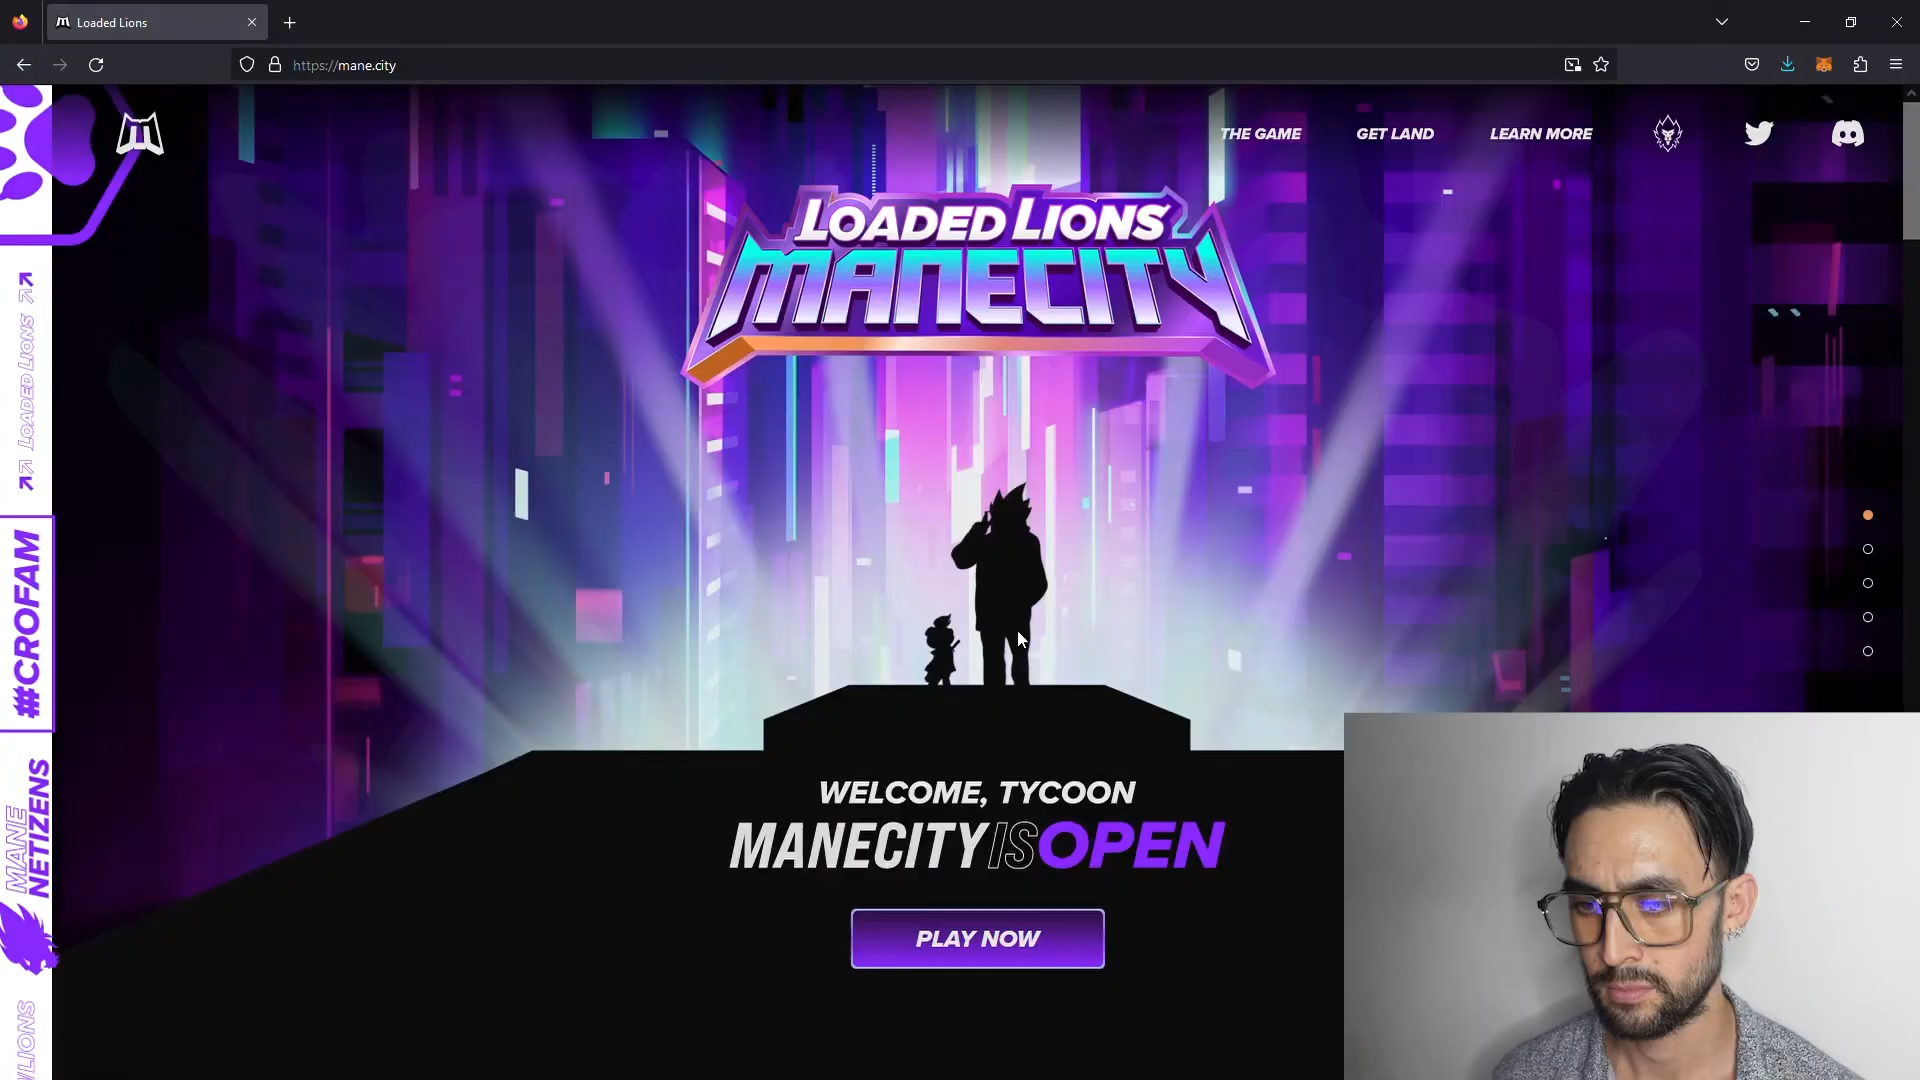 Loaded Lions
https://mane.city
THE GAME
GET LAND
LEARN MORE
LOADED LIONS
MANECITY
LOADED LIONS
#CROFAM
MANE
NETIZENS
WELCOME, TYCOON
MANECITY IS OPEN
PLAY NOW
LIONS